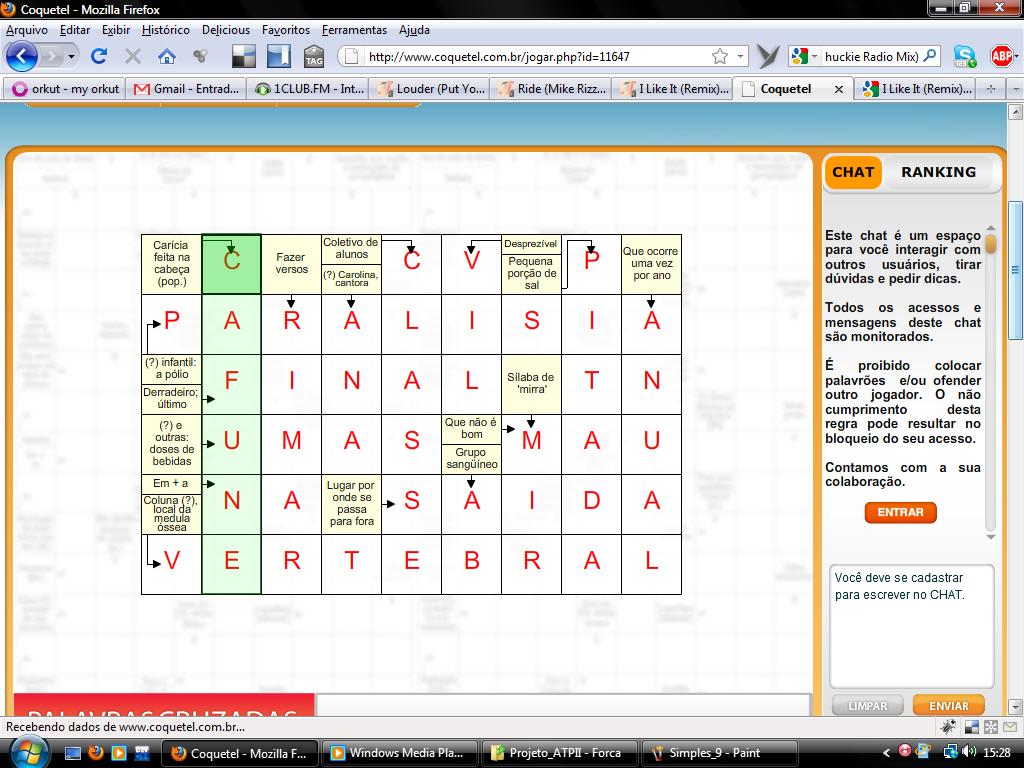 Coquetel - Mozilla Firefox
Arquivo Editar Exibir Histórico Delicious Favoritos Ferramentas Ajuda
TAG http://www.coquetel.com.br/jogar.php?id=11647 huckie Radio Mix) ABP
orkut - my orkut Gmail - Entrad... 1CLUB.FM - Int... Louder (Put Yo... Ride (Mike Rizz... I Like It (Remix)... Coquetel I Like It (Remix)...
Carícia
feita na
cabeça
(pop.)
C
Fazer
versos
Coletivo de
alunos
(?) Carolina,
cantora
C
V
Desprezível
Pequena
porção de
sal
P
Que ocorre
uma vez
por ano
P A R A L I S I A
(?) infantil:
a pólio
Derradeiro;
último
F I N A L
Sílaba de
'mirra'
T N
(?) e
outras:
doses de
bebidas
U M A S
Que não é
bom
Grupo
sangüíneo
M A U
Em + a
Coluna (?),
local da
medula
óssea
N A
Lugar por
onde se
passa
para fora
S A I D A
V E R T E B R A L
CHAT RANKING
Este chat é um espaço
para você interagir com
outros usuários, tirar
dúvidas e pedir dicas.
Todos os acessos e
mensagens deste chat
são monitorados.
É proibido colocar
palavrões e/ou ofender
outro jogador. O não
cumprimento desta
regra pode resultar no
bloqueio do seu acesso.
Contamos com a sua
colaboração.
ENTRAR
Você deve se cadastrar
para escrever no CHAT.
LIMPAR ENVIAR
PALAVRAS CRUZADAS
Recebendo dados de www.coquetel.com.br...
Coquetel - Mozilla F... Windows Media Pla... Projeto_ATPII - Forca Simples_9 - Paint 15:28